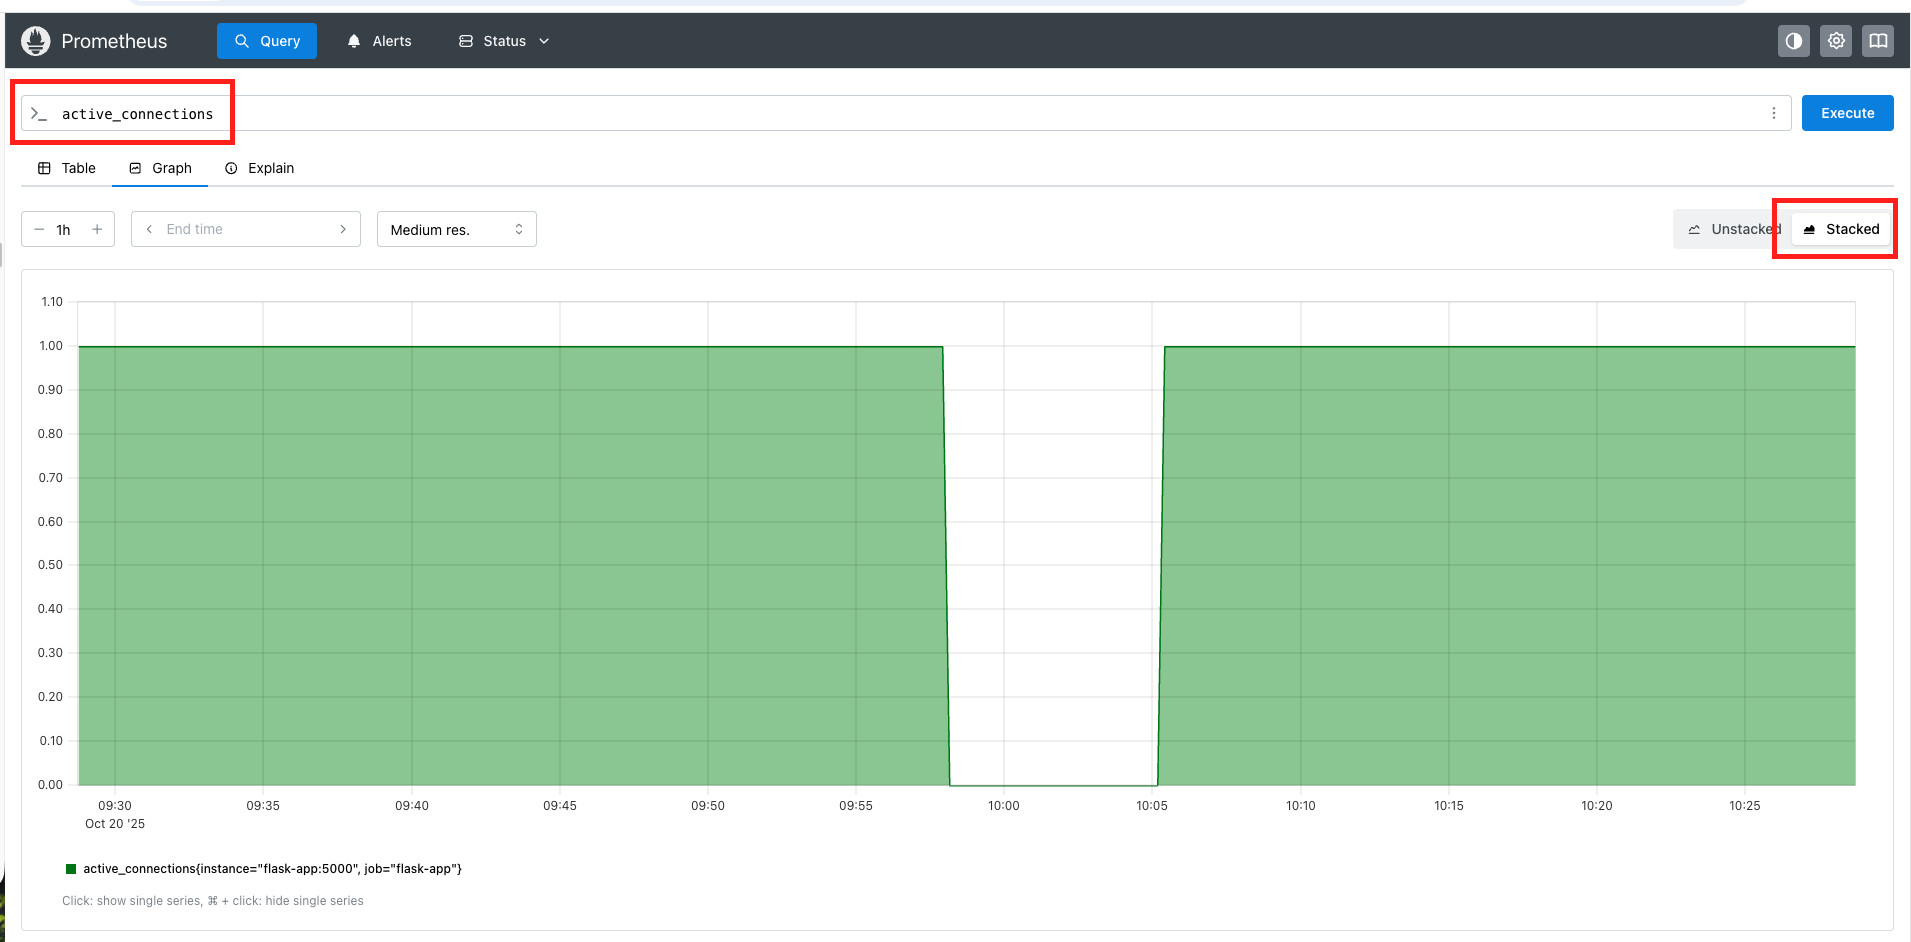 Prometheus Query Alerts Status
active_connections Execute
Table Graph Explain
1h End time Medium res. Unstacked Stacked
1.10
1.00
0.90
0.80
0.70
0.60
0.50
0.40
0.30
0.20
0.10
0.00
09:30 09:35 09:40 09:45 09:50 09:55 10:00 10:05 10:10 10:15 10:20 10:25
Oct 20 '25
active_connections{instance="flask-app:5000", job="flask-app"}
Click: show single series, ⌘ + click: hide single series